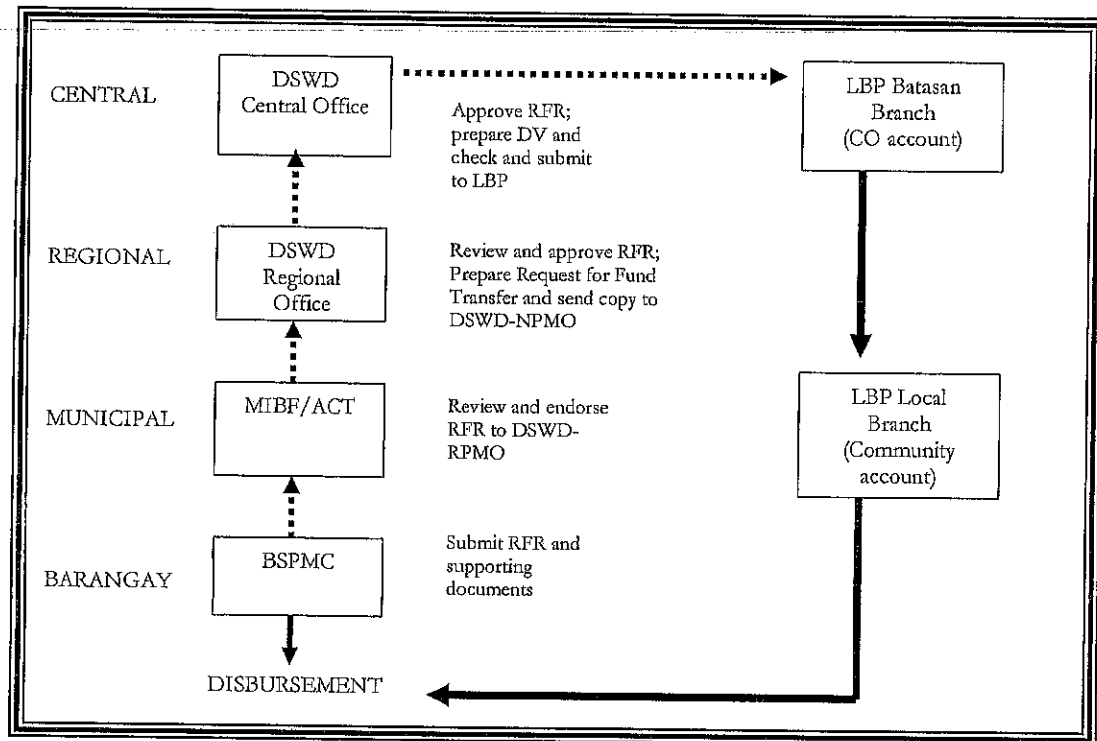 CENTRAL
DSWD
Central Office
Approve RFR;
prepare DV and
check and submit
to LBP
LBP Batasan
Branch
(CO account)
REGIONAL
DSWD
Regional
Office
Review and approve RFR;
Prepare Request for Fund
Transfer and send copy to
DSWD-NPMO
MUNICIPAL
MIBF/ACT
Review and endorse
RFR to DSWD-
RPMO
LBP Local
Branch
(Community
account)
BARANGAY
BSPMC
Submit RFR and
supporting
documents
DISBURSEMENT